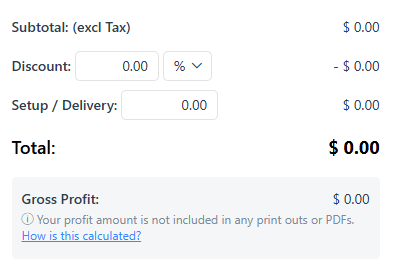 Subtotal: (excl Tax) $ 0.00
Discount: 0.00 % - $ 0.00
Setup / Delivery: 0.00 $ 0.00
Total: $ 0.00
Gross Profit: $ 0.00
Your profit amount is not included in any print outs or PDFs.
How is this calculated?